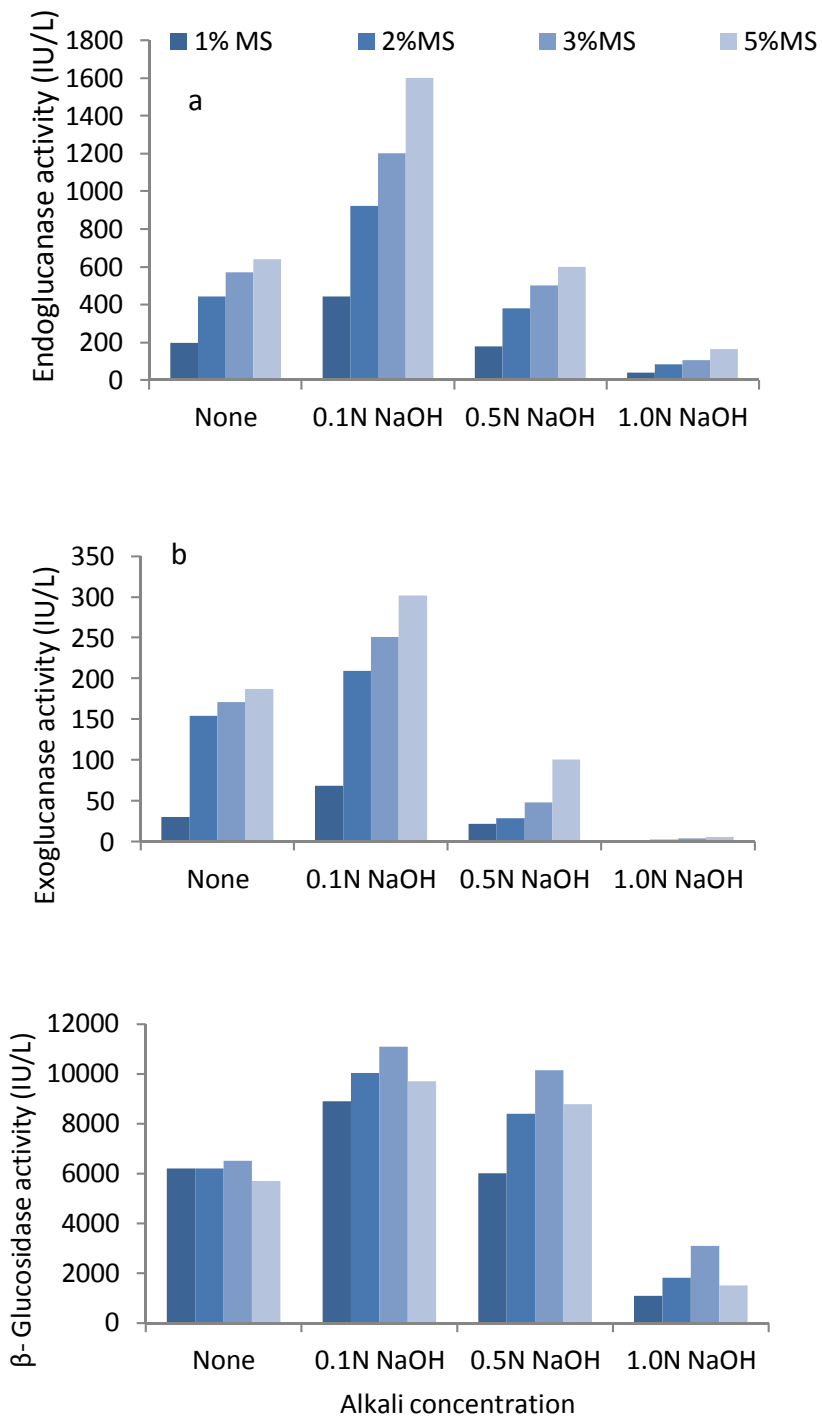 1% MS 2%MS 3%MS 5%MS
a
Endoglucanase activity (IU/L)
1800
1600
1400
1200
1000
800
600
400
200
0
None 0.1N NaOH 0.5N NaOH 1.0N NaOH
b
Exoglucanase activity (IU/L)
350
300
250
200
150
100
50
0
None 0.1N NaOH 0.5N NaOH 1.0N NaOH
β- Glucosidase activity (IU/L)
12000
10000
8000
6000
4000
2000
0
None 0.1N NaOH 0.5N NaOH 1.0N NaOH
Alkali concentration